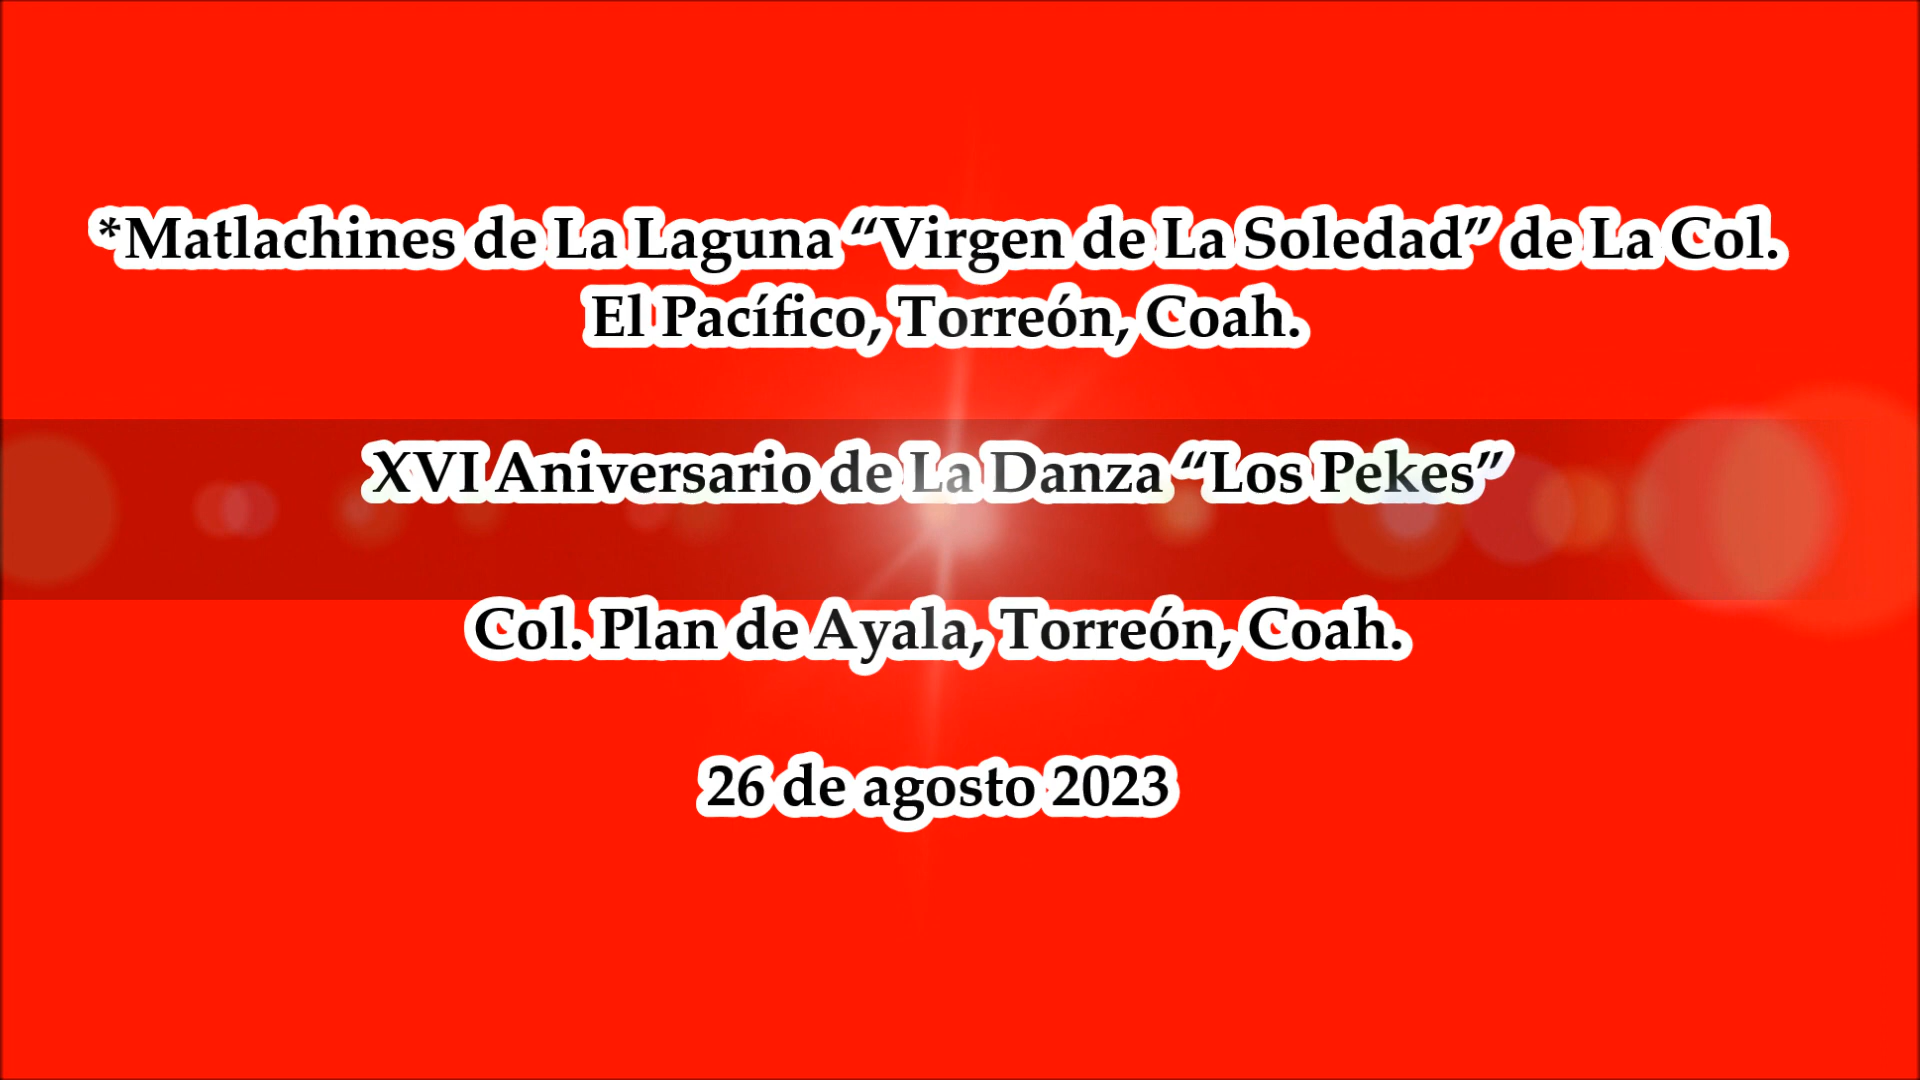 *Matlachines de La Laguna “Virgen de La Soledad” de La Col.
El Pacífico, Torreón, Coah.
XVI Aniversario de La Danza “Los Pekes”
Col. Plan de Ayala, Torreón, Coah.
26 de agosto 2023